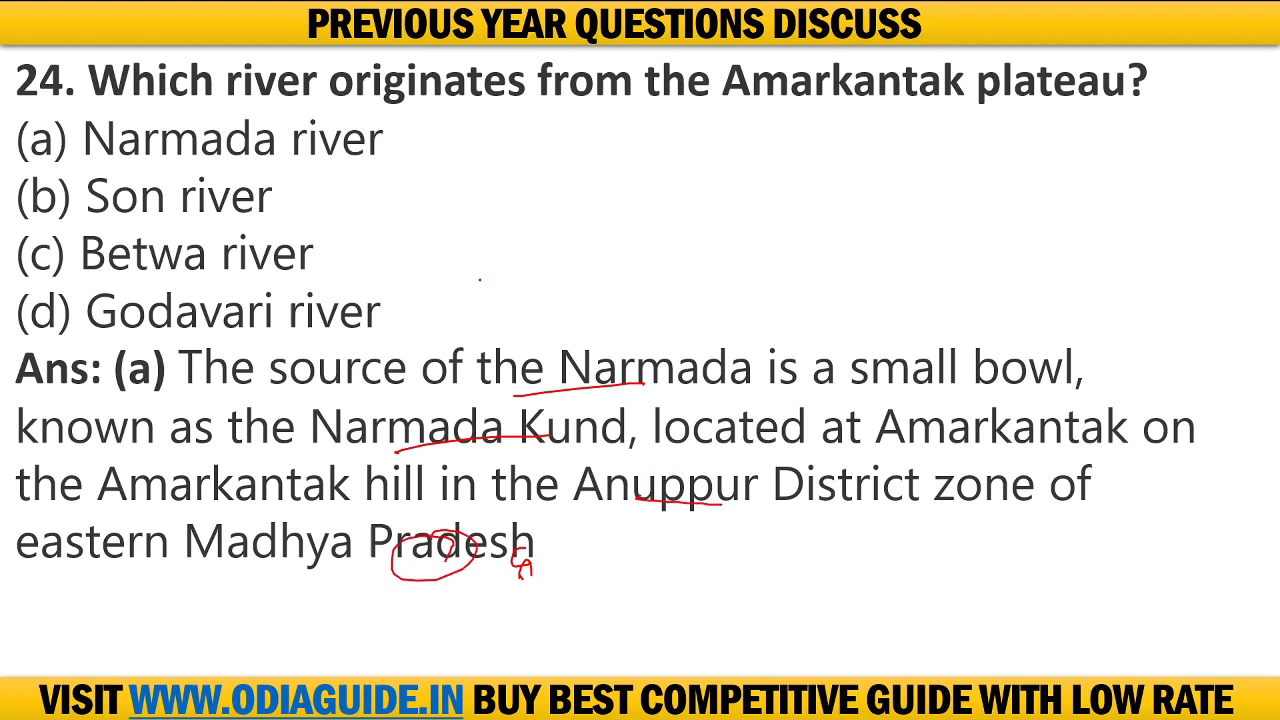 PREVIOUS YEAR QUESTIONS DISCUSS
24. Which river originates from the Amarkantak plateau?
(a) Narmada river
(b) Son river
(c) Betwa river
(d) Godavari river
Ans: (a) The source of the Narmada is a small bowl,
known as the Narmada Kund, located at Amarkantak on
the Amarkantak hill in the Anuppur District zone of
eastern Madhya Pradesh
VISIT WWW.ODIAGUIDE.IN BUY BEST COMPETITIVE GUIDE WITH LOW RATE